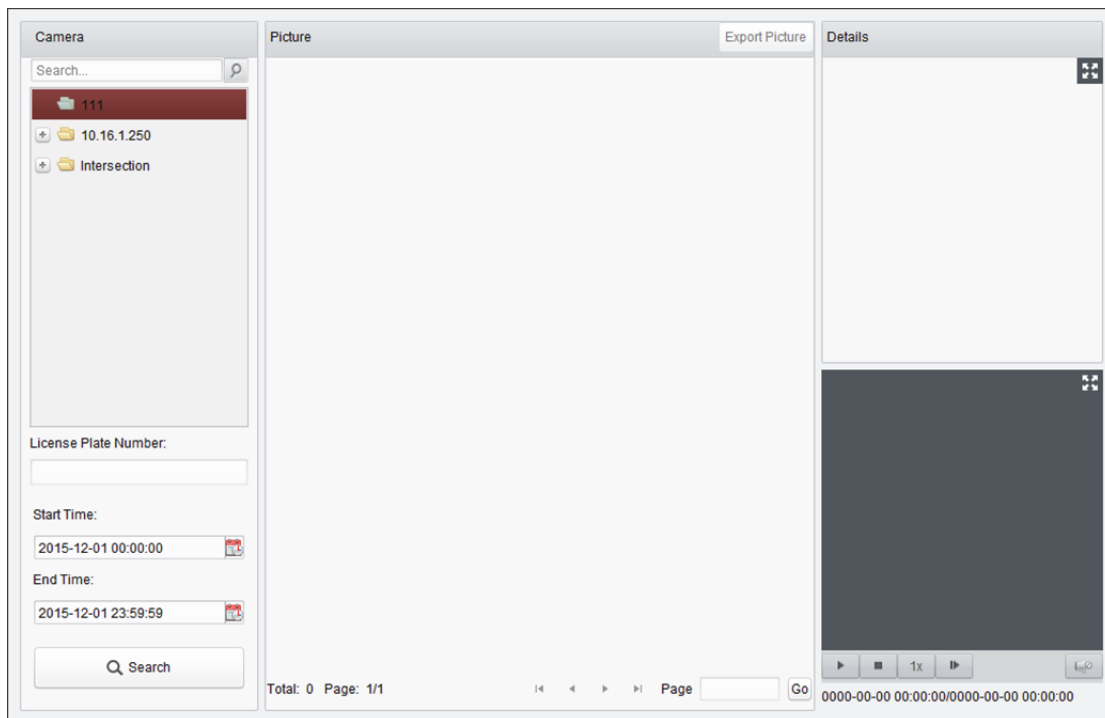 Camera
Search...
111
10.16.1.250
Intersection
License Plate Number:
Start Time:
2015-12-01 00:00:00
End Time:
2015-12-01 23:59:59
Search
Picture
Export Picture
Total: 0 Page: 1/1
Page
Go
Details
1x
0000-00-00 00:00:00/0000-00-00 00:00:00